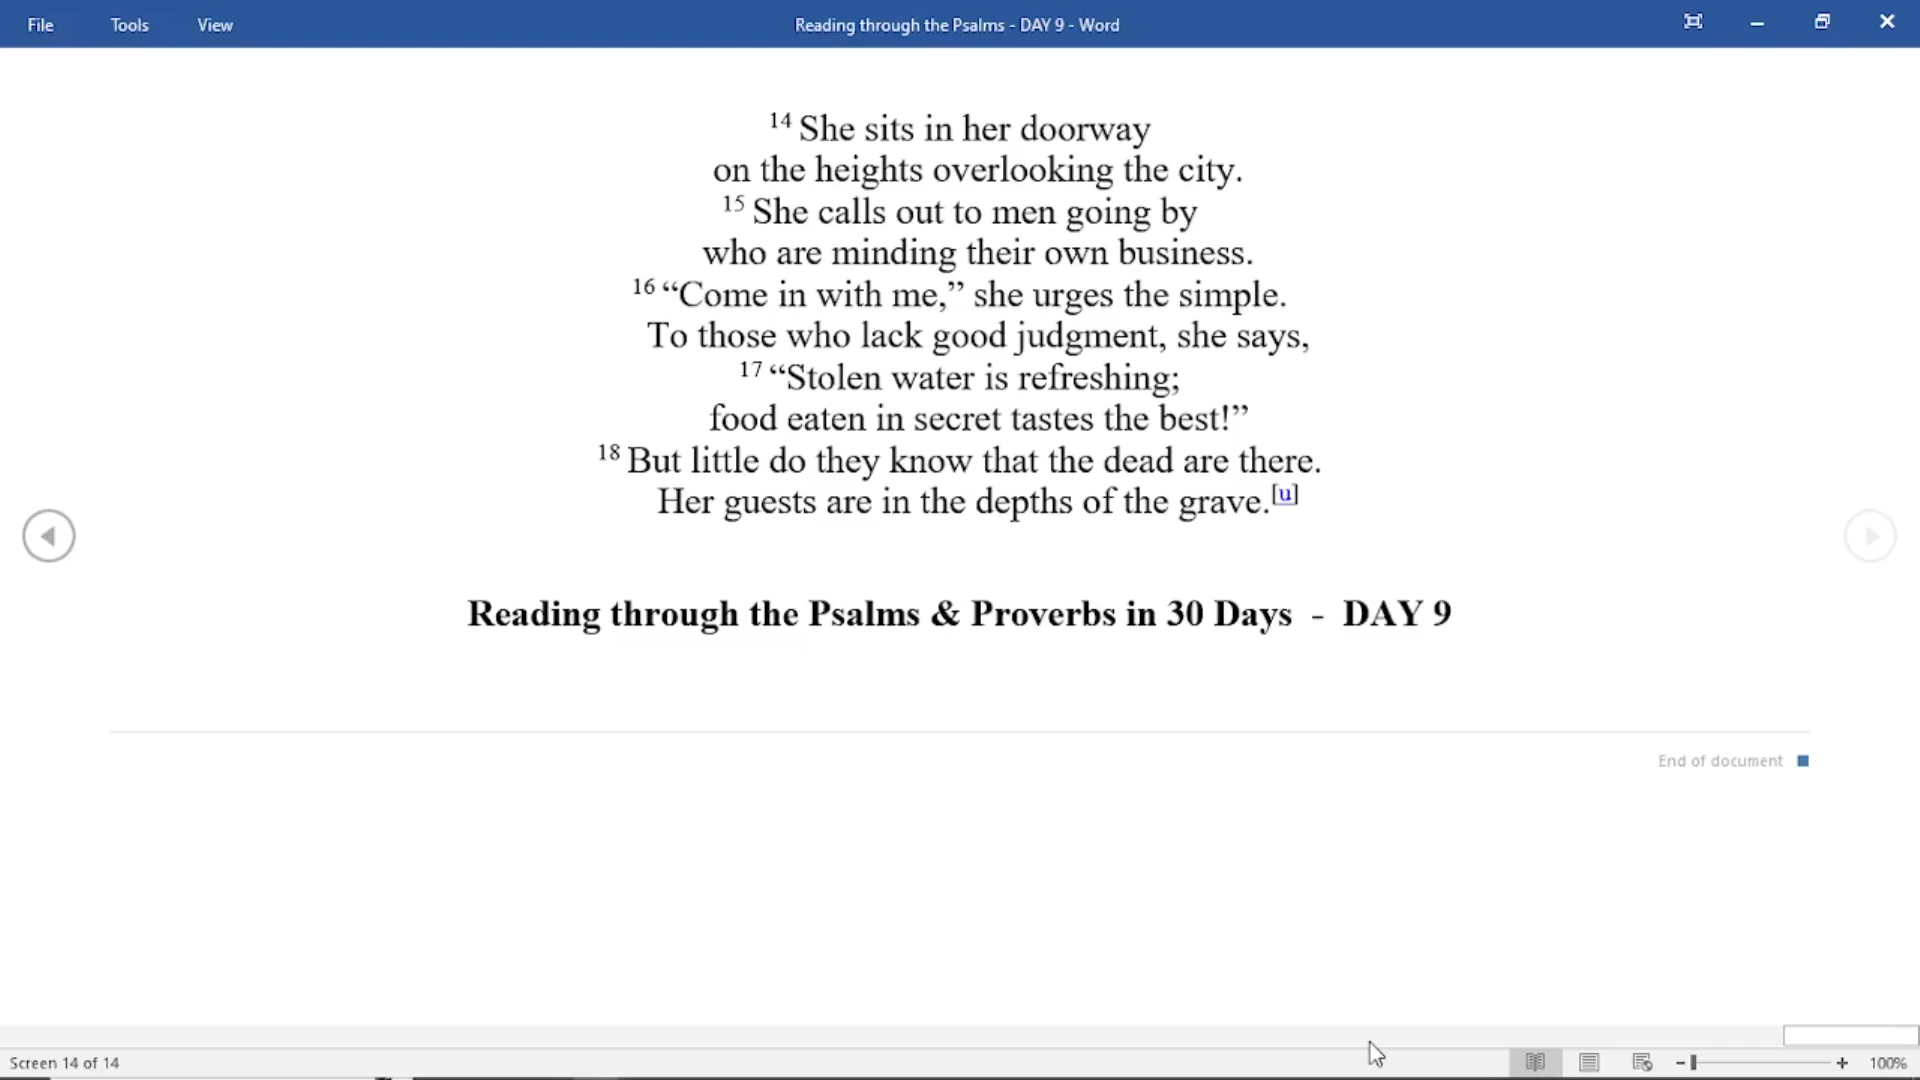 File Tools View Reading through the Psalms - DAY 9 - Word
14 She sits in her doorway
on the heights overlooking the city.
15 She calls out to men going by
who are minding their own business.
16 “Come in with me,” she urges the simple.
To those who lack good judgment, she says,
17 “Stolen water is refreshing;
food eaten in secret tastes the best!”
18 But little do they know that the dead are there.
Her guests are in the depths of the grave.[u]
Reading through the Psalms & Proverbs in 30 Days - DAY 9
End of document
Screen 14 of 14 100%